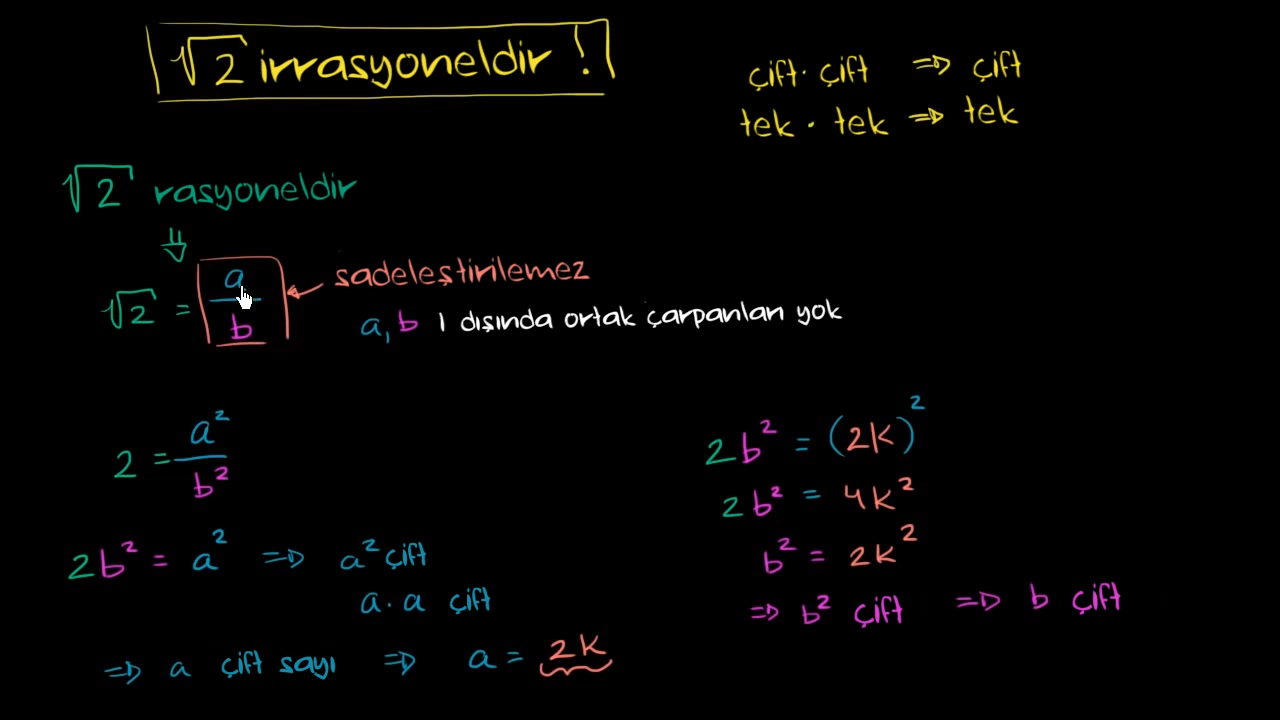 √2 irrasyoneldir !
çift · çift ⇒ çift
tek · tek ⇒ tek
√2 rasyoneldir
⇓
√2 = a/b ← sadeleştirilemez
a, b 1 dışında ortak çarpanları yok
2 = a²/b²
2b² = a² ⇒ a² çift
a · a çift
⇒ a çift sayı ⇒ a = 2k
2b² = (2k)²
2b² = 4k²
b² = 2k²
⇒ b² çift ⇒ b çift